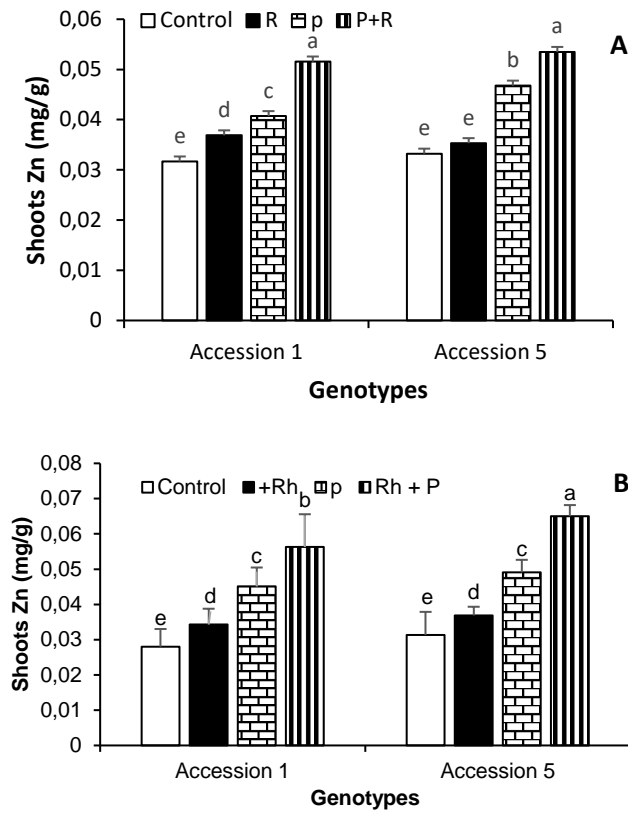 0,06
Control R p P+R
A
a
a
0,05
b
c
0,04
d
e
e
e
0,03
0,02
0,01
0
Shoots Zn (mg/g)
Accession 1 Accession 5
Genotypes
0,08
Control +Rh p Rh + P
B
0,07
b
a
0,06
c
c
0,05
d
d
0,04
e
e
0,03
0,02
0,01
0
Shoots Zn (mg/g)
Accession 1 Accession 5
Genotypes